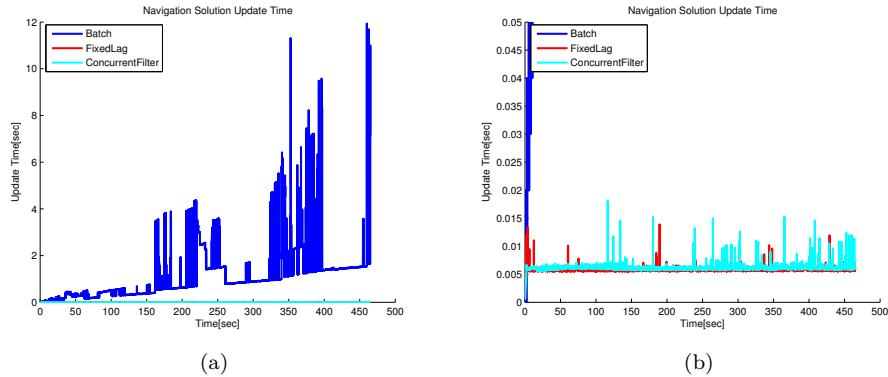 Navigation Solution Update Time
Batch
FixedLag
ConcurrentFilter
Update Time[sec]
12
10
8
6
4
2
0
0 50 100 150 200 250 300 350 400 450 500
Time[sec]
(a)
Navigation Solution Update Time
Batch
FixedLag
ConcurrentFilter
Update Time[sec]
0.05
0.045
0.04
0.035
0.03
0.025
0.02
0.015
0.01
0.005
0
0 50 100 150 200 250 300 350 400 450 500
Time[sec]
(b)